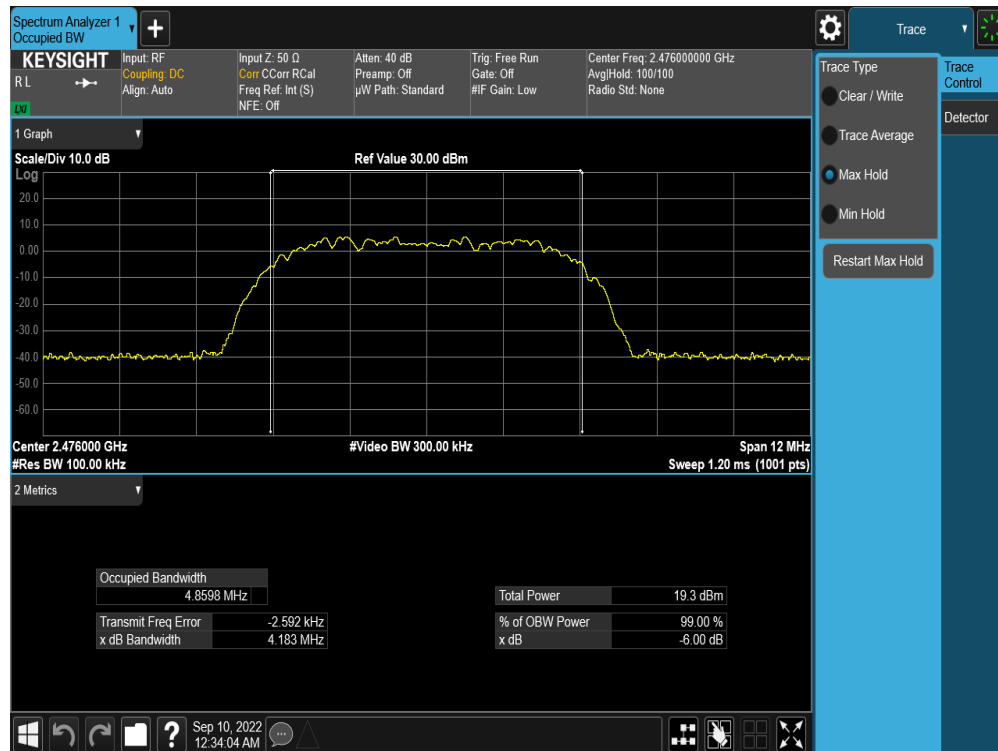 Spectrum Analyzer 1
Occupied BW
+
Trace
KEYSIGHT
R L
LXI
Input: RF
Coupling: DC
Align: Auto
Input Z: 50 Ω
Corr CCorr RCal
Freq Ref: Int (S)
NFE: Off
Atten: 40 dB
Preamp: Off
µW Path: Standard
Trig: Free Run
Gate: Off
#IF Gain: Low
Center Freq: 2.476000000 GHz
Avg|Hold: 100/100
Radio Std: None
Trace Type
Clear / Write
Trace Average
Max Hold
Min Hold
Restart Max Hold
Trace
Control
Detector
1 Graph
Scale/Div 10.0 dB
Ref Value 30.00 dBm
Log
20.0
10.0
0.00
-10.0
-20.0
-30.0
-40.0
-50.0
-60.0
Center 2.476000 GHz
#Video BW 300.00 kHz
Span 12 MHz
#Res BW 100.00 kHz
Sweep 1.20 ms (1001 pts)
2 Metrics
Occupied Bandwidth
4.8598 MHz
Total Power 19.3 dBm
Transmit Freq Error -2.592 kHz
% of OBW Power 99.00 %
x dB Bandwidth 4.183 MHz
x dB -6.00 dB
?
Sep 10, 2022
12:34:04 AM